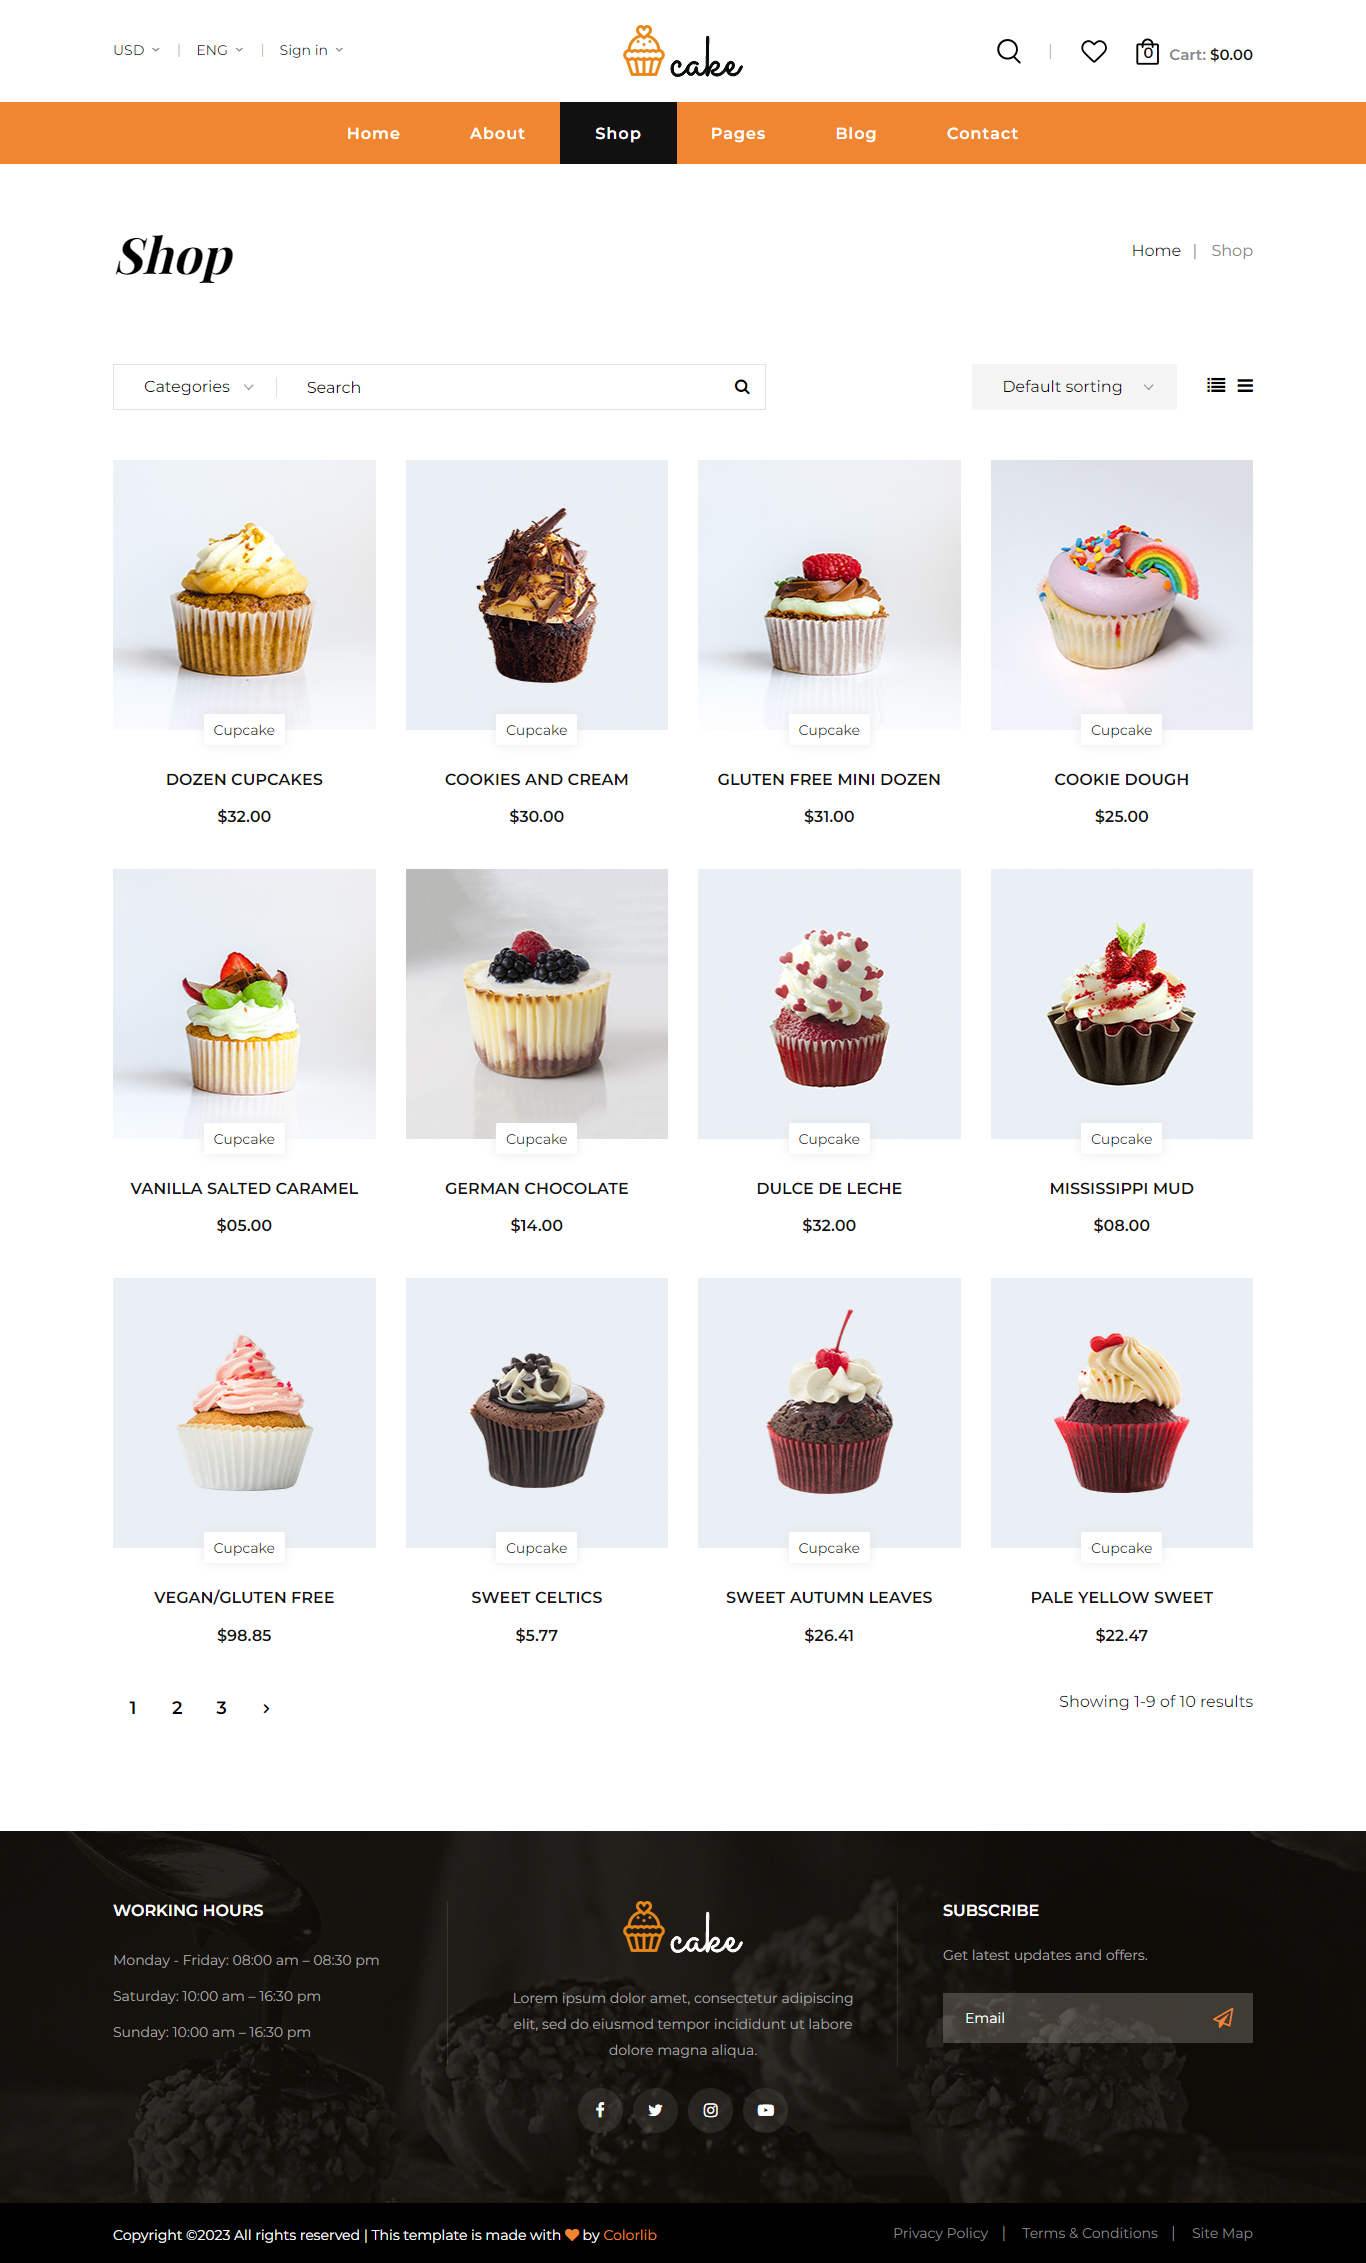 USD | ENG | Sign in
cake
| 0 Cart: $0.00
Home About Shop Pages Blog Contact
Shop
Home | Shop
Categories Search
Default sorting
Cupcake Cupcake Cupcake Cupcake
DOZEN CUPCAKES COOKIES AND CREAM GLUTEN FREE MINI DOZEN COOKIE DOUGH
$32.00 $30.00 $31.00 $25.00
Cupcake Cupcake Cupcake Cupcake
VANILLA SALTED CARAMEL GERMAN CHOCOLATE DULCE DE LECHE MISSISSIPPI MUD
$05.00 $14.00 $32.00 $08.00
Cupcake Cupcake Cupcake Cupcake
VEGAN/GLUTEN FREE SWEET CELTICS SWEET AUTUMN LEAVES PALE YELLOW SWEET
$98.85 $5.77 $26.41 $22.47
1 2 3 >
Showing 1-9 of 10 results
WORKING HOURS
Monday - Friday: 08:00 am – 08:30 pm
Saturday: 10:00 am – 16:30 pm
Sunday: 10:00 am – 16:30 pm
cake
Lorem ipsum dolor amet, consectetur adipiscing
elit, sed do eiusmod tempor incididunt ut labore
dolore magna aliqua.
SUBSCRIBE
Get latest updates and offers.
Email
Copyright ©2023 All rights reserved | This template is made with ♥ by Colorlib
Privacy Policy | Terms & Conditions | Site Map